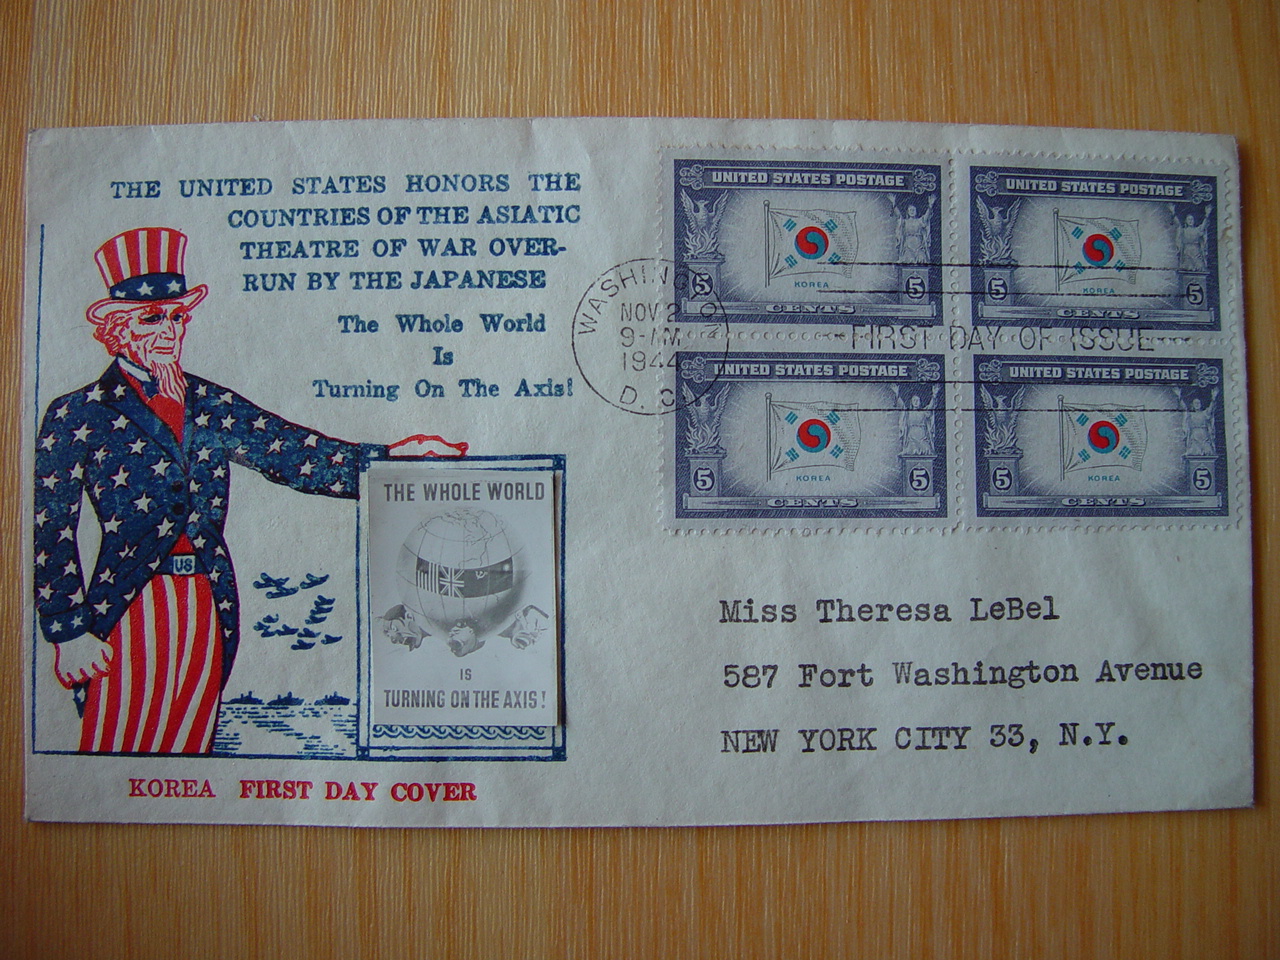 THE UNITED STATES HONORS THE
COUNTRIES OF THE ASIATIC
THEATRE OF WAR OVER-
RUN BY THE JAPANESE
The Whole World
Is
Turning On The Axis!
US
THE WHOLE WORLD
IS
TURNING ON THE AXIS!
KOREA FIRST DAY COVER
WASHINGTON
NOV 2
9-AM
1944
D.C.
FIRST DAY OF ISSUE
UNITED STATES POSTAGE
KOREA
5 5
CENTS
UNITED STATES POSTAGE
KOREA
5 5
CENTS
UNITED STATES POSTAGE
KOREA
5 5
CENTS
UNITED STATES POSTAGE
KOREA
5 5
CENTS
Miss Theresa LeBel
587 Fort Washington Avenue
NEW YORK CITY 33, N.Y.